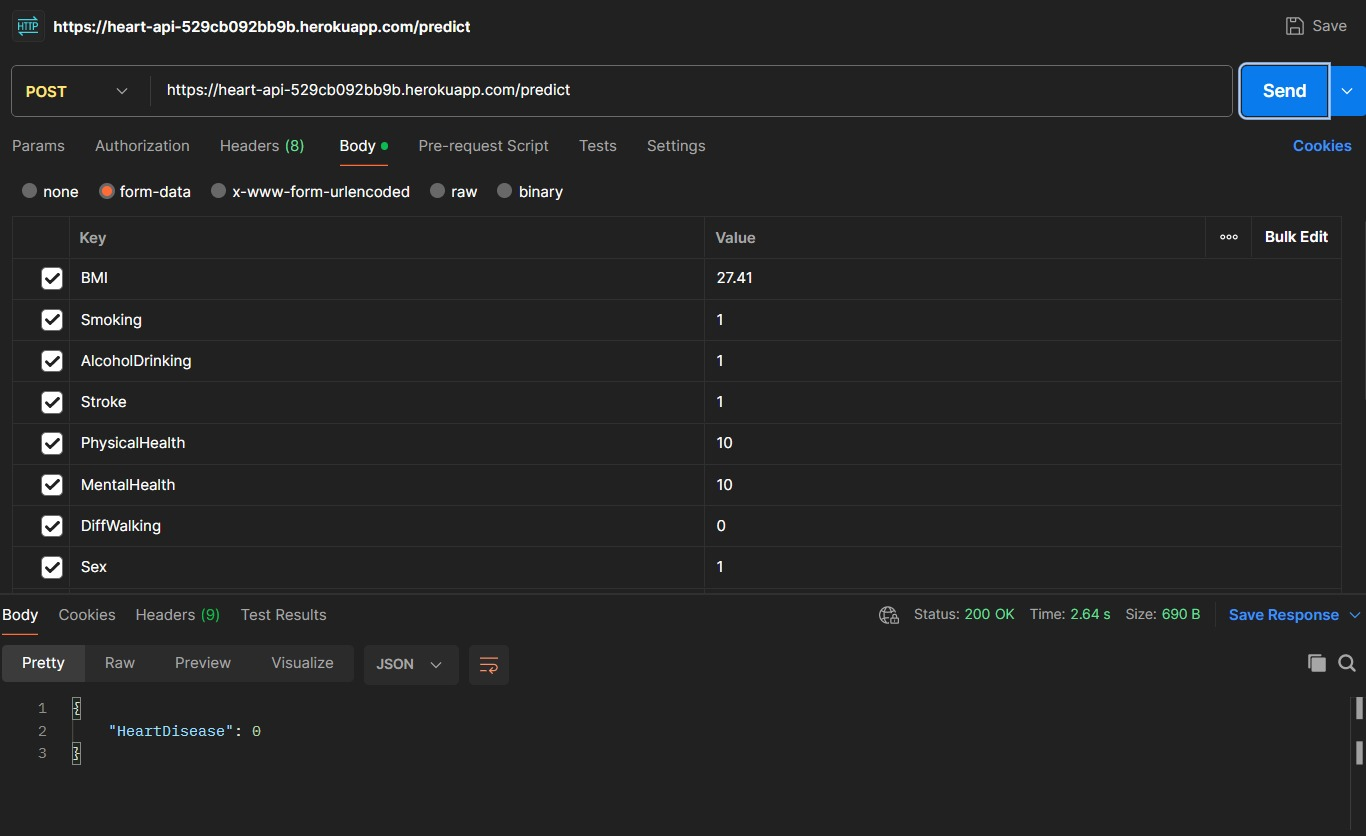 HTTP https://heart-api-529cb092bb9b.herokuapp.com/predict Save
POST https://heart-api-529cb092bb9b.herokuapp.com/predict Send
Params Authorization Headers (8) Body Pre-request Script Tests Settings Cookies
none form-data x-www-form-urlencoded raw binary
Key Value Bulk Edit
BMI 27.41
Smoking 1
AlcoholDrinking 1
Stroke 1
PhysicalHealth 10
MentalHealth 10
DiffWalking 0
Sex 1
Body Cookies Headers (9) Test Results Status: 200 OK Time: 2.64 s Size: 690 B Save Response
Pretty Raw Preview Visualize JSON
1 {
2 "HeartDisease": 0
3 }